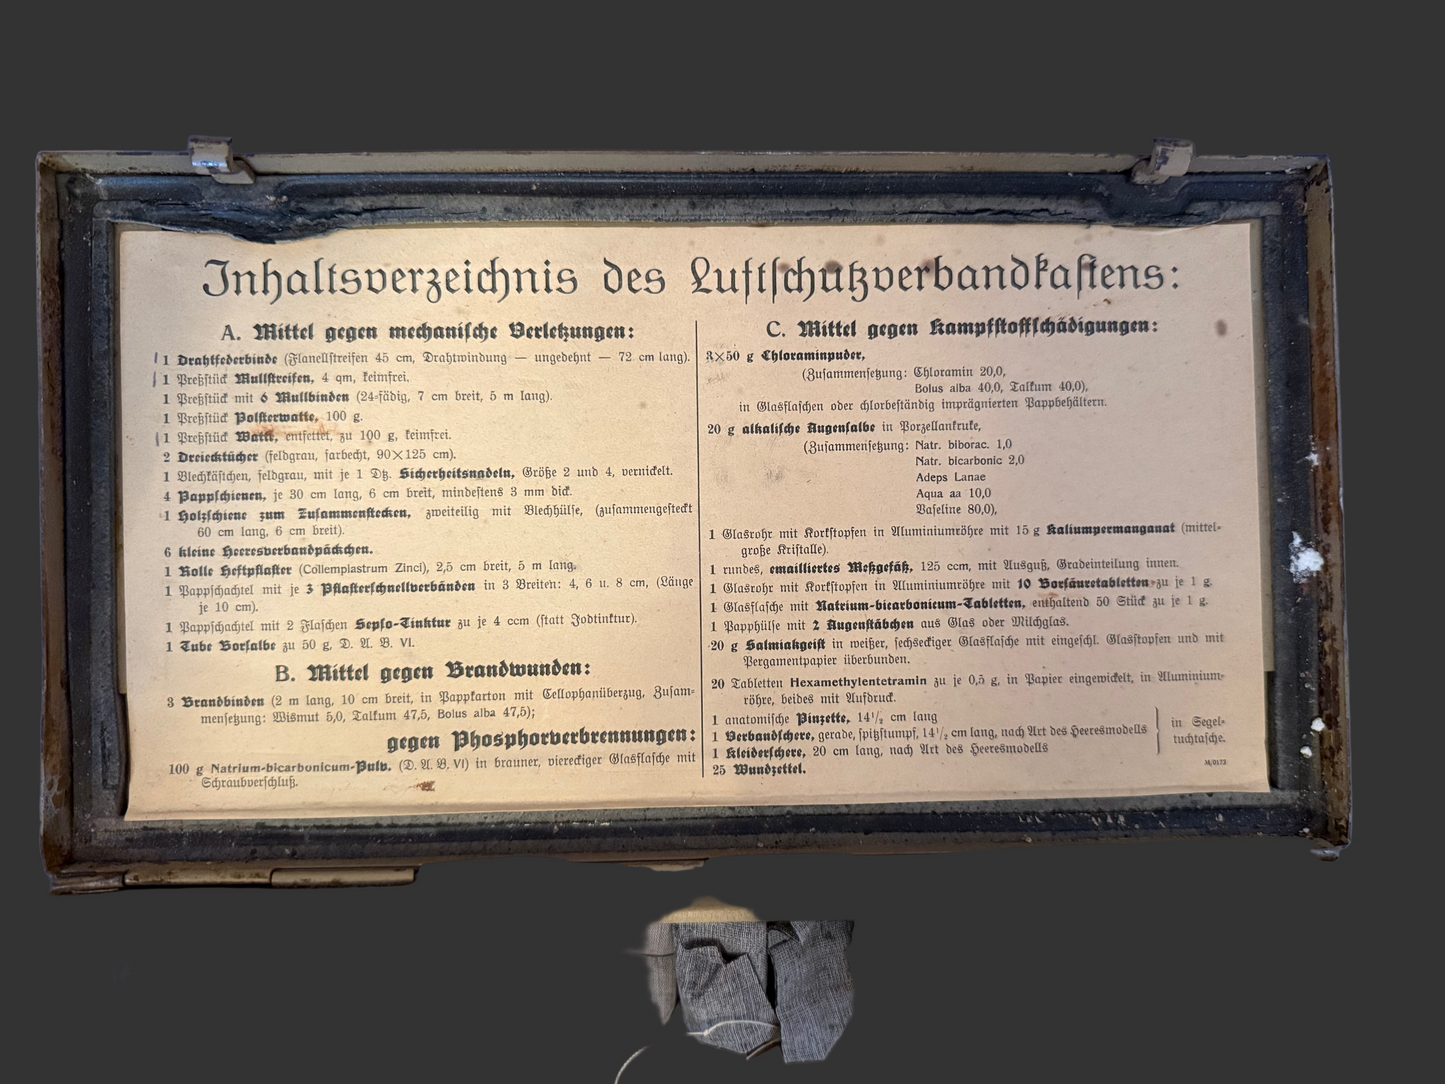 Inhaltsverzeichnis des Luftschutzverbandkastens:
A. Mittel gegen mechanische Verletzungen:
1 Drahtfederbinde (Flanellstreifen 45 cm, Drahtwindung — ungedehnt — 72 cm lang).
1 Preßstück Mullstreifen, 4 qm, keimfrei,
1 Preßstück mit 6 Mullbinden (24-fädig, 7 cm breit, 5 m lang).
1 Preßstück Polsterwatte, 100 g.
1 Preßstück Watte, entfettet, zu 100 g, keimfrei.
2 Dreiecktücher (feldgrau, farbecht, 90×125 cm).
1 Blechkästchen, feldgrau, mit je 1 Dtz. Sicherheitsnadeln, Größe 2 und 4, vernickelt.
4 Pappschienen, je 30 cm lang, 6 cm breit, mindestens 3 mm dick.
1 Holzschiene zum Zusammenstecken, zweiteilig mit Blechhülse, (zusammengesteckt
60 cm lang, 6 cm breit).
6 kleine Heeresverbandpäckchen.
1 Rolle Heftpflaster (Collemplastrum Zinci), 2,5 cm breit, 5 m lang.
1 Pappschachtel mit je 3 Pflasterschnellverbänden in 3 Breiten: 4, 6 u. 8 cm, (Länge
je 10 cm).
1 Pappschachtel mit 2 Flaschen Sepso-Tinktur zu je 4 ccm (statt Jodtinktur).
1 Tube Borsalbe zu 50 g, D. A. B. VI.
B. Mittel gegen Brandwunden:
3 Brandbinden (2 m lang, 10 cm breit, in Pappkarton mit Cellophanüberzug, Zusam-
mensetzung: Wismut 5,0, Talkum 47,5, Bolus alba 47,5);
gegen Phosphorverbrennungen:
100 g Natrium-bicarbonicum-Pulv. (D. A. B. VI) in brauner, viereckiger Glasflasche mit
Schraubverschluß.
C. Mittel gegen Kampfstoffschädigungen:
3×50 g Chloraminpuder,
(Zusammensetzung: Chloramin 20,0,
Bolus alba 40,0, Talkum 40,0),
in Glasflaschen oder chlorbeständig imprägnierten Pappbehältern.
20 g alkalische Augensalbe in Porzellankruke,
(Zusammensetzung: Natr. biborac. 1,0
Natr. bicarbonic 2,0
Adeps Lanae
Aqua aa 10,0
Vaseline 80,0),
1 Glasrohr mit Korkstopfen in Aluminiumröhre mit 15 g Kaliumpermanganat (mittel-
große Kristalle).
1 rundes, emailliertes Meßgefäß, 125 ccm, mit Ausguß, Gradeinteilung innen.
1 Glasrohr mit Korkstopfen in Aluminiumröhre mit 10 Borsäuretabletten zu je 1 g.
1 Glasflasche mit Natrium-bicarbonicum-Tabletten, enthaltend 50 Stück zu je 1 g.
1 Papphülse mit 2 Augenstäbchen aus Glas oder Milchglas.
20 g Salmiakgeist in weißer, sechseckiger Glasflasche mit eingeschl. Glasstopfen und mit
Pergamentpapier überbunden.
20 Tabletten Hexamethylentetramin zu je 0,5 g, in Papier eingewickelt, in Aluminium-
röhre, beides mit Aufdruck.
1 anatomische Pinzette, 14¹/₂ cm lang
1 Verbandschere, gerade, spitzstumpf, 14¹/₂ cm lang, nach Art des Heeresmodells
1 Kleiderschere, 20 cm lang, nach Art des Heeresmodells
in Segel-
tuchtasche.
25 Wundzettel.
M/0173